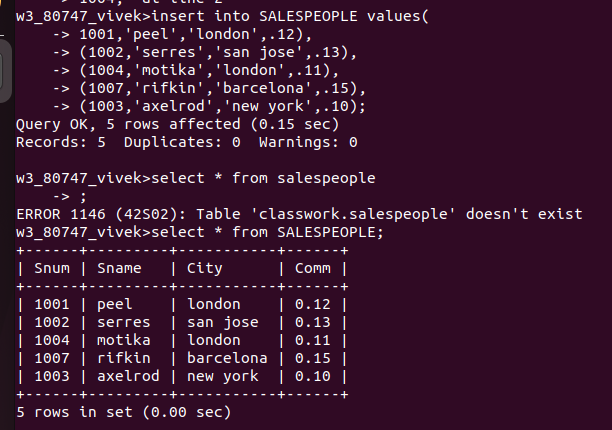 w3_80747_vivek>insert into SALESPEOPLE values(
    -> 1001,'peel','london',.12),
    -> (1002,'serres','san jose',.13),
    -> (1004,'motika','london',.11),
    -> (1007,'rifkin','barcelona',.15),
    -> (1003,'axelrod','new york',.10);
Query OK, 5 rows affected (0.15 sec)
Records: 5  Duplicates: 0  Warnings: 0

w3_80747_vivek>select * from salespeople
    -> ;
ERROR 1146 (42S02): Table 'classwork.salespeople' doesn't exist
w3_80747_vivek>select * from SALESPEOPLE;
+------+---------+-----------+------+
| Snum | Sname   | City      | Comm |
+------+---------+-----------+------+
| 1001 | peel    | london    | 0.12 |
| 1002 | serres  | san jose  | 0.13 |
| 1004 | motika  | london    | 0.11 |
| 1007 | rifkin  | barcelona | 0.15 |
| 1003 | axelrod | new york  | 0.10 |
+------+---------+-----------+------+
5 rows in set (0.00 sec)